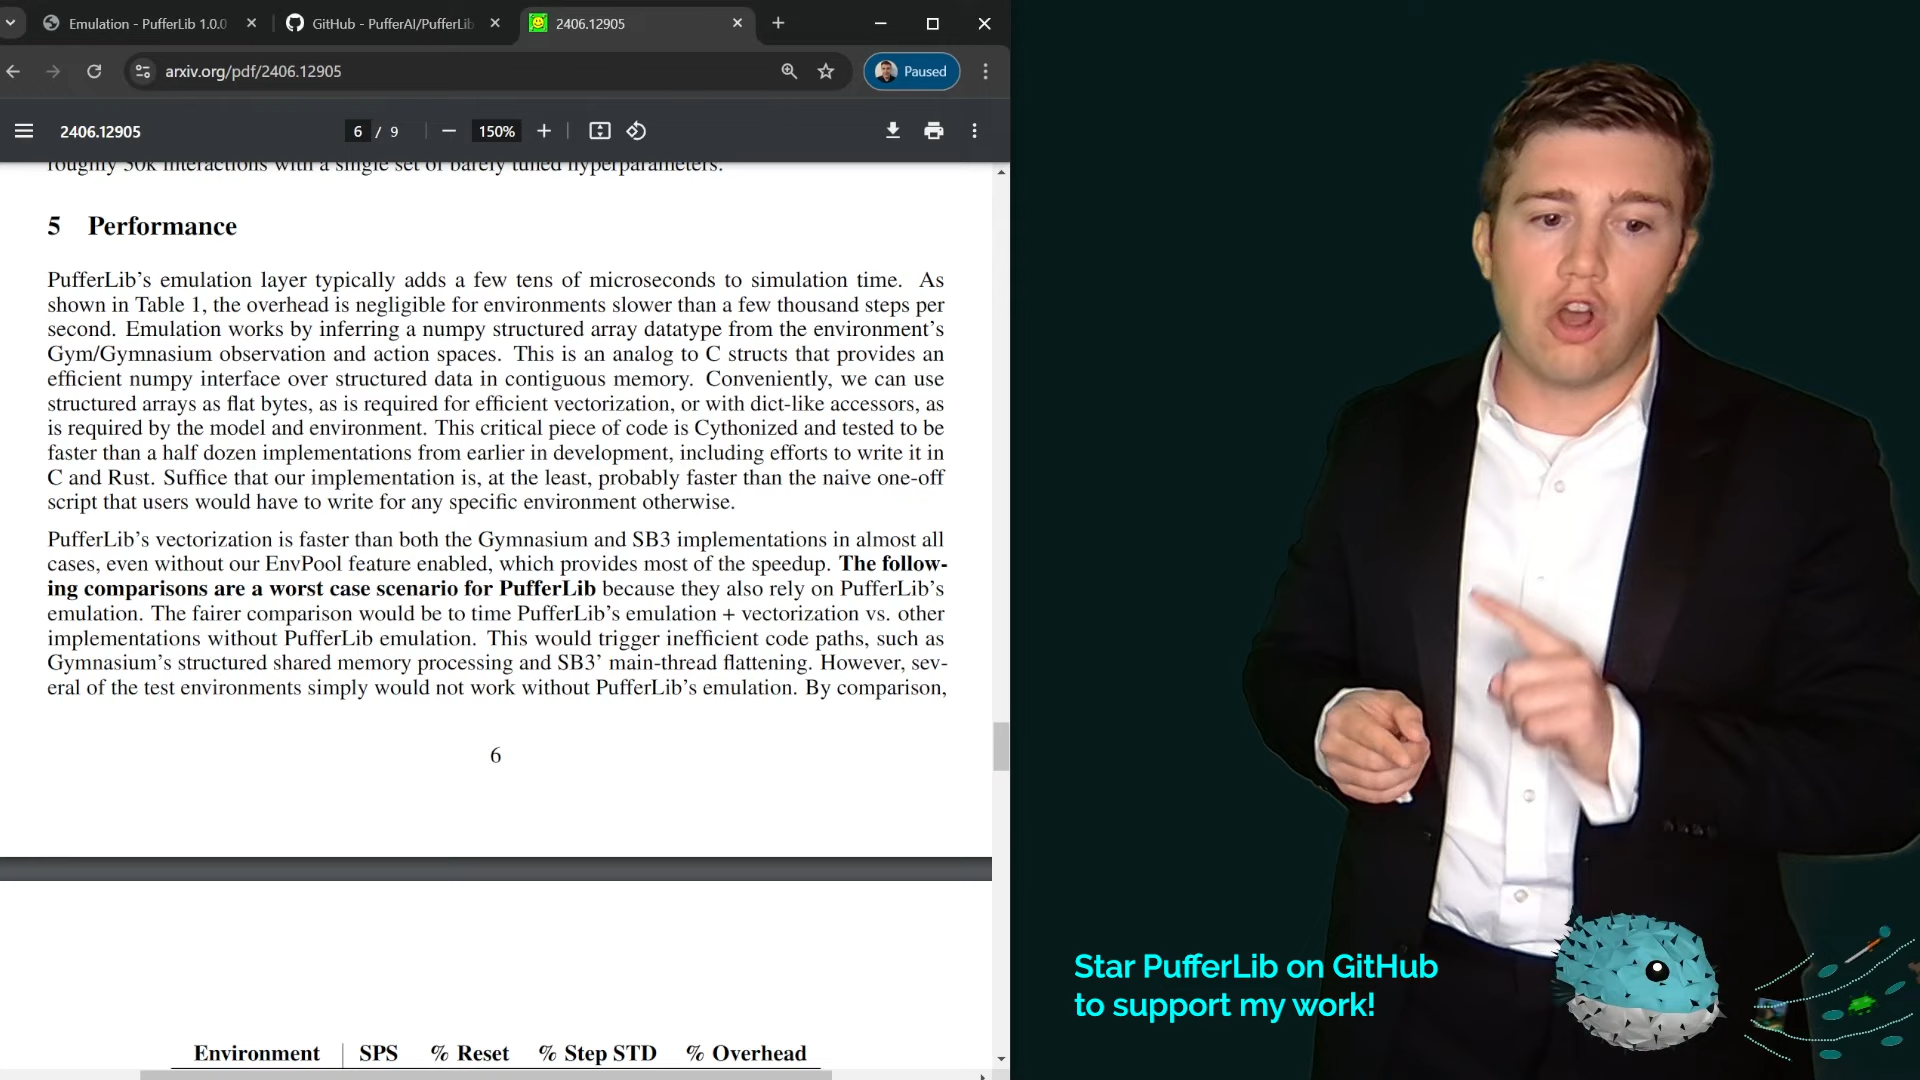 Emulation - PufferLib 1.0.0
GitHub - PufferAI/PufferLib
2406.12905
arxiv.org/pdf/2406.12905
Paused
2406.12905
6 / 9
150%
roughly 30k interactions with a single set of barely tuned hyperparameters.
5 Performance
PufferLib's emulation layer typically adds a few tens of microseconds to simulation time. As
shown in Table 1, the overhead is negligible for environments slower than a few thousand steps per
second. Emulation works by inferring a numpy structured array datatype from the environment's
Gym/Gymnasium observation and action spaces. This is an analog to C structs that provides an
efficient numpy interface over structured data in contiguous memory. Conveniently, we can use
structured arrays as flat bytes, as is required for efficient vectorization, or with dict-like accessors, as
is required by the model and environment. This critical piece of code is Cythonized and tested to be
faster than a half dozen implementations from earlier in development, including efforts to write it in
C and Rust. Suffice that our implementation is, at the least, probably faster than the naive one-off
script that users would have to write for any specific environment otherwise.
PufferLib's vectorization is faster than both the Gymnasium and SB3 implementations in almost all
cases, even without our EnvPool feature enabled, which provides most of the speedup. The follow-
ing comparisons are a worst case scenario for PufferLib because they also rely on PufferLib's
emulation. The fairer comparison would be to time PufferLib's emulation + vectorization vs. other
implementations without PufferLib emulation. This would trigger inefficient code paths, such as
Gymnasium's structured shared memory processing and SB3' main-thread flattening. However, sev-
eral of the test environments simply would not work without PufferLib's emulation. By comparison,
6
Environment SPS % Reset % Step STD % Overhead
Star PufferLib on GitHub
to support my work!